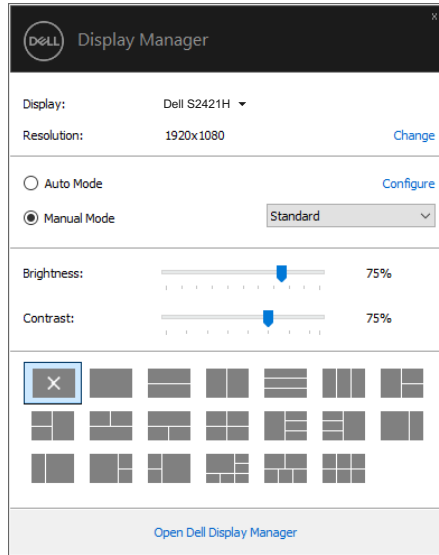 x
DELL Display Manager
Display: Dell S2421H
Resolution: 1920x1080 Change
Auto Mode Configure
Manual Mode Standard
Brightness: 75%
Contrast: 75%
Open Dell Display Manager